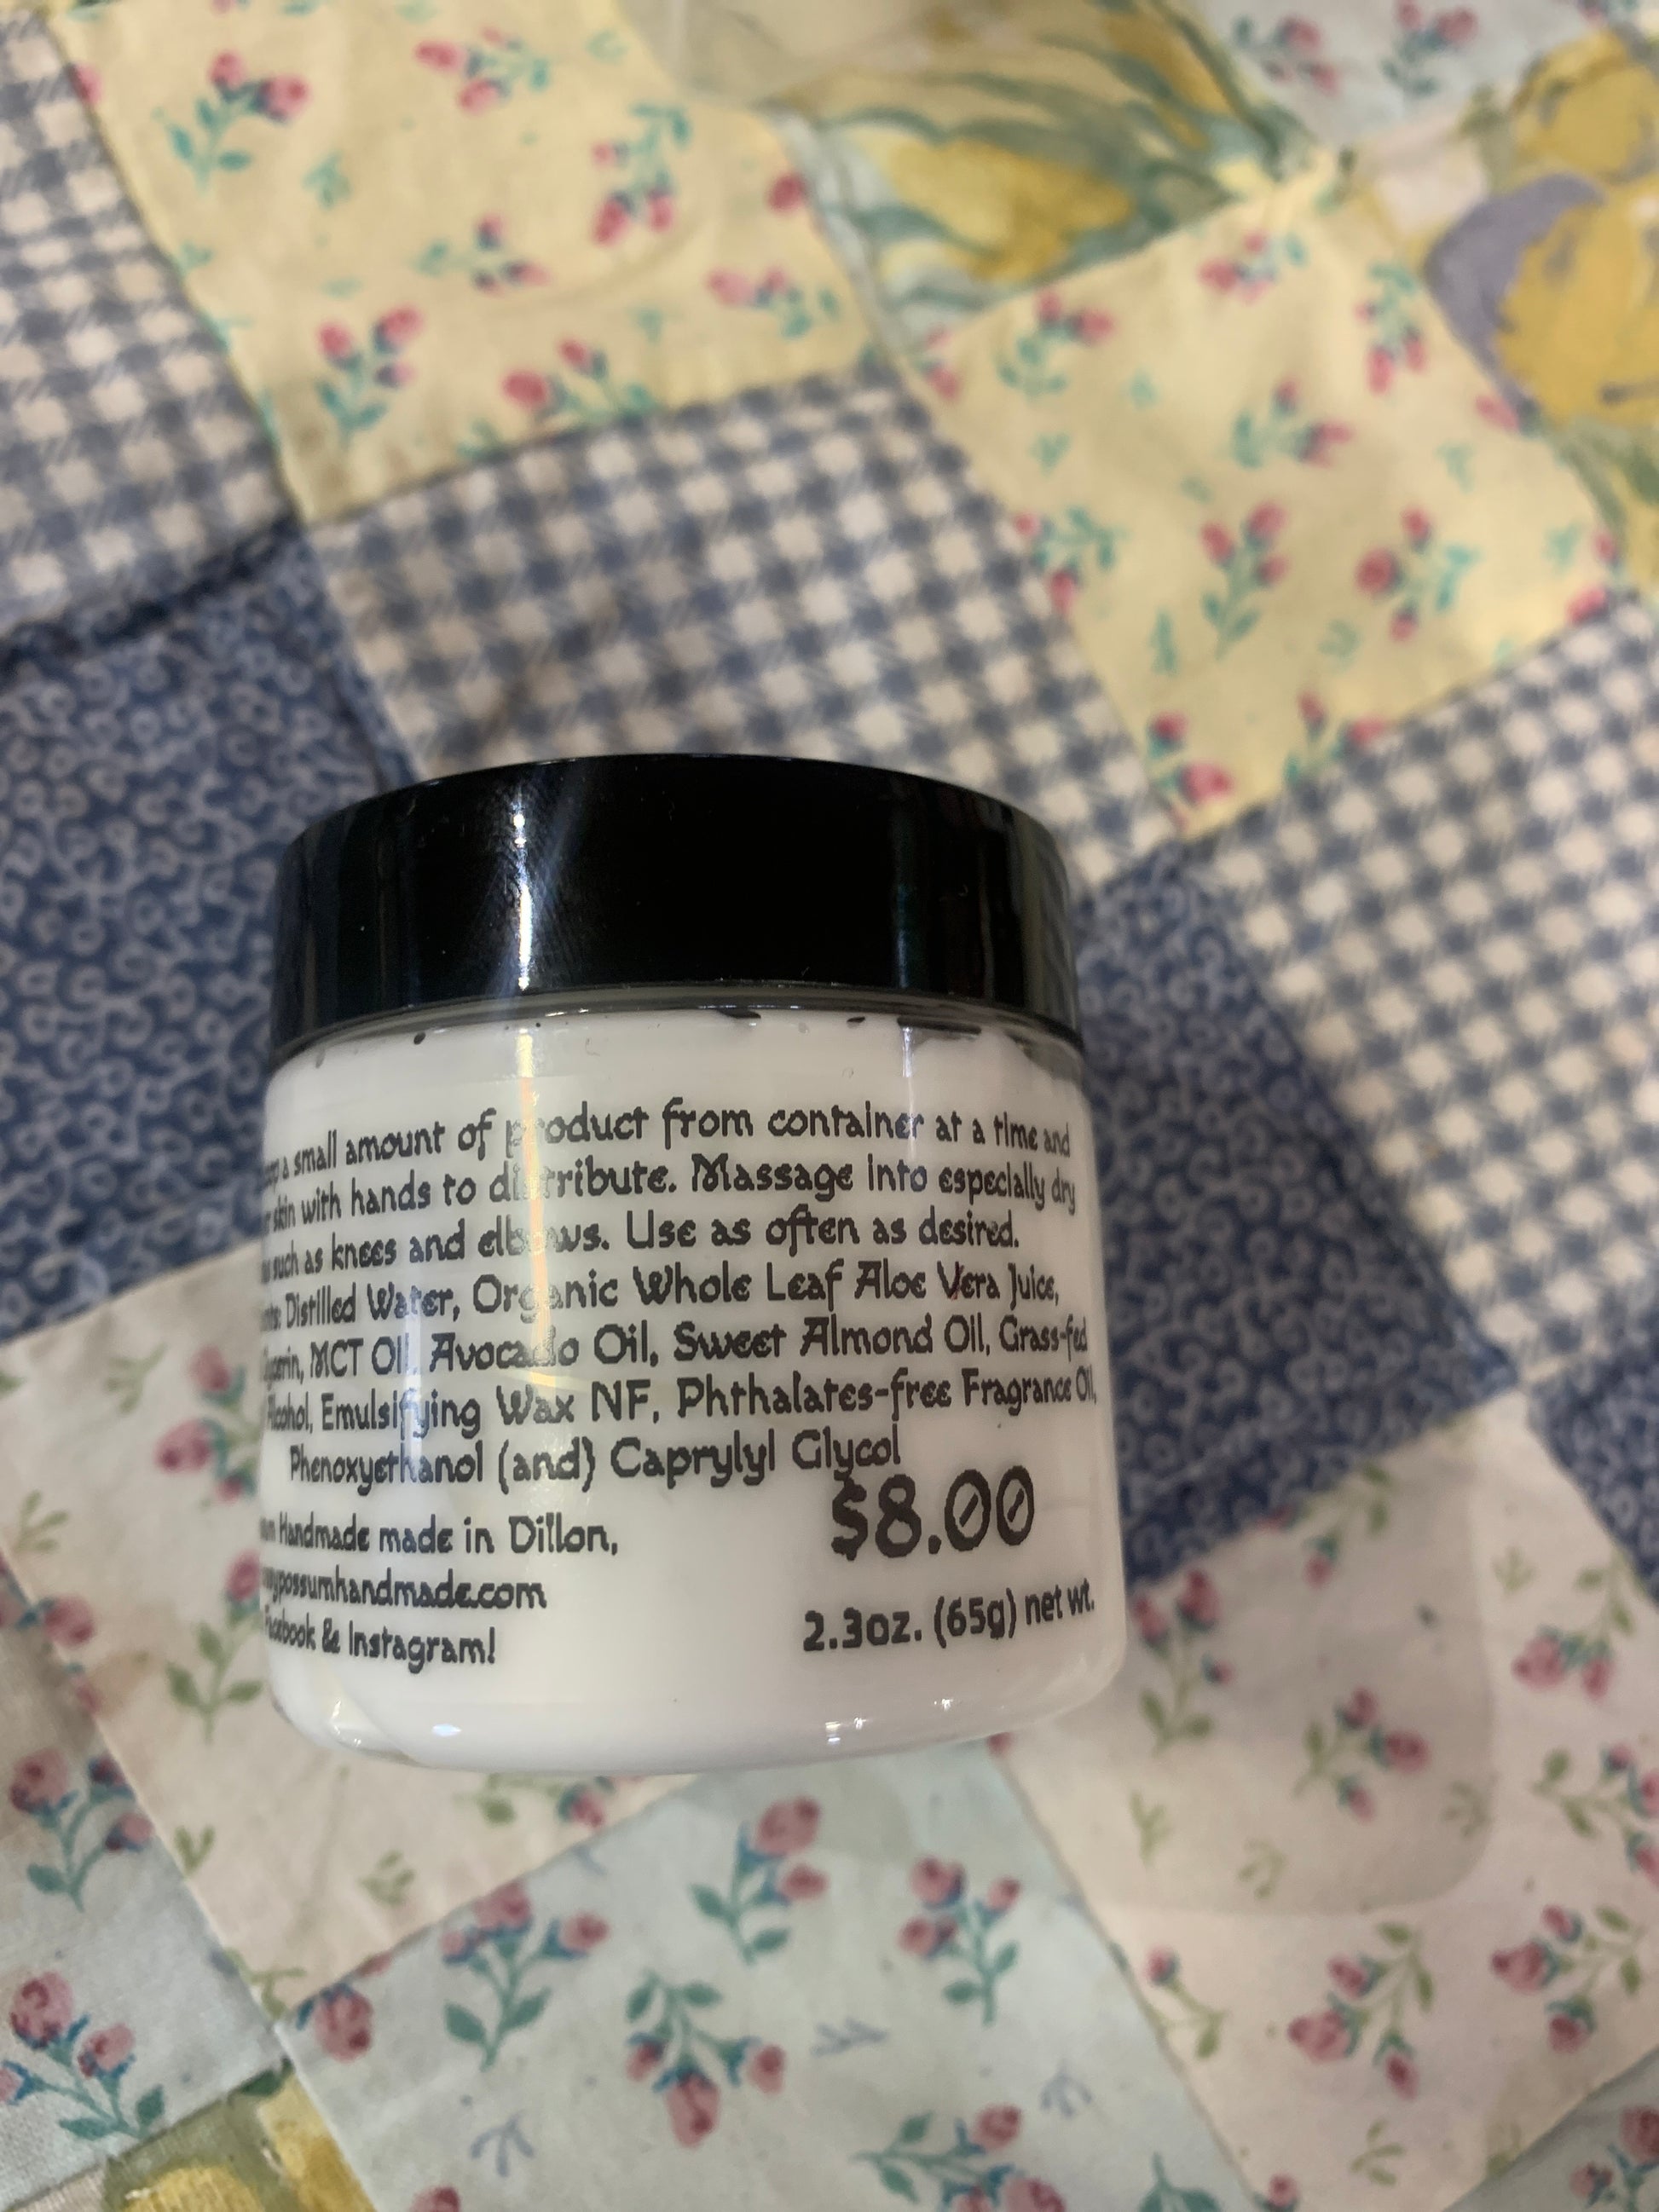 a small amount of product from container at a time and
skin with hands to distribute. Massage into especially dry
such as knees and elbows. Use as often as desired.
Distilled Water, Organic Whole Leaf Aloe Vera Juice,
MCT Oil, Avocado Oil, Sweet Almond Oil, Grass-fed
Alcohol, Emulsifying Wax NF, Phthalates-free Fragrance Oil,
Phenoxyethanol (and) Caprylyl Glycol
$8.00
Handmade made in Dillon,
possumhandmade.com
Facebook & Instagram!
2.3oz. (65g) net wt.